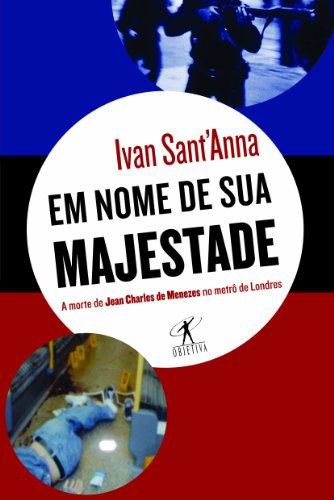 Ivan Sant'Anna
EM NOME DE SUA
MAJESTADE
A morte de Jean Charles de Menezes no metrô de Londres
OBJETIVA